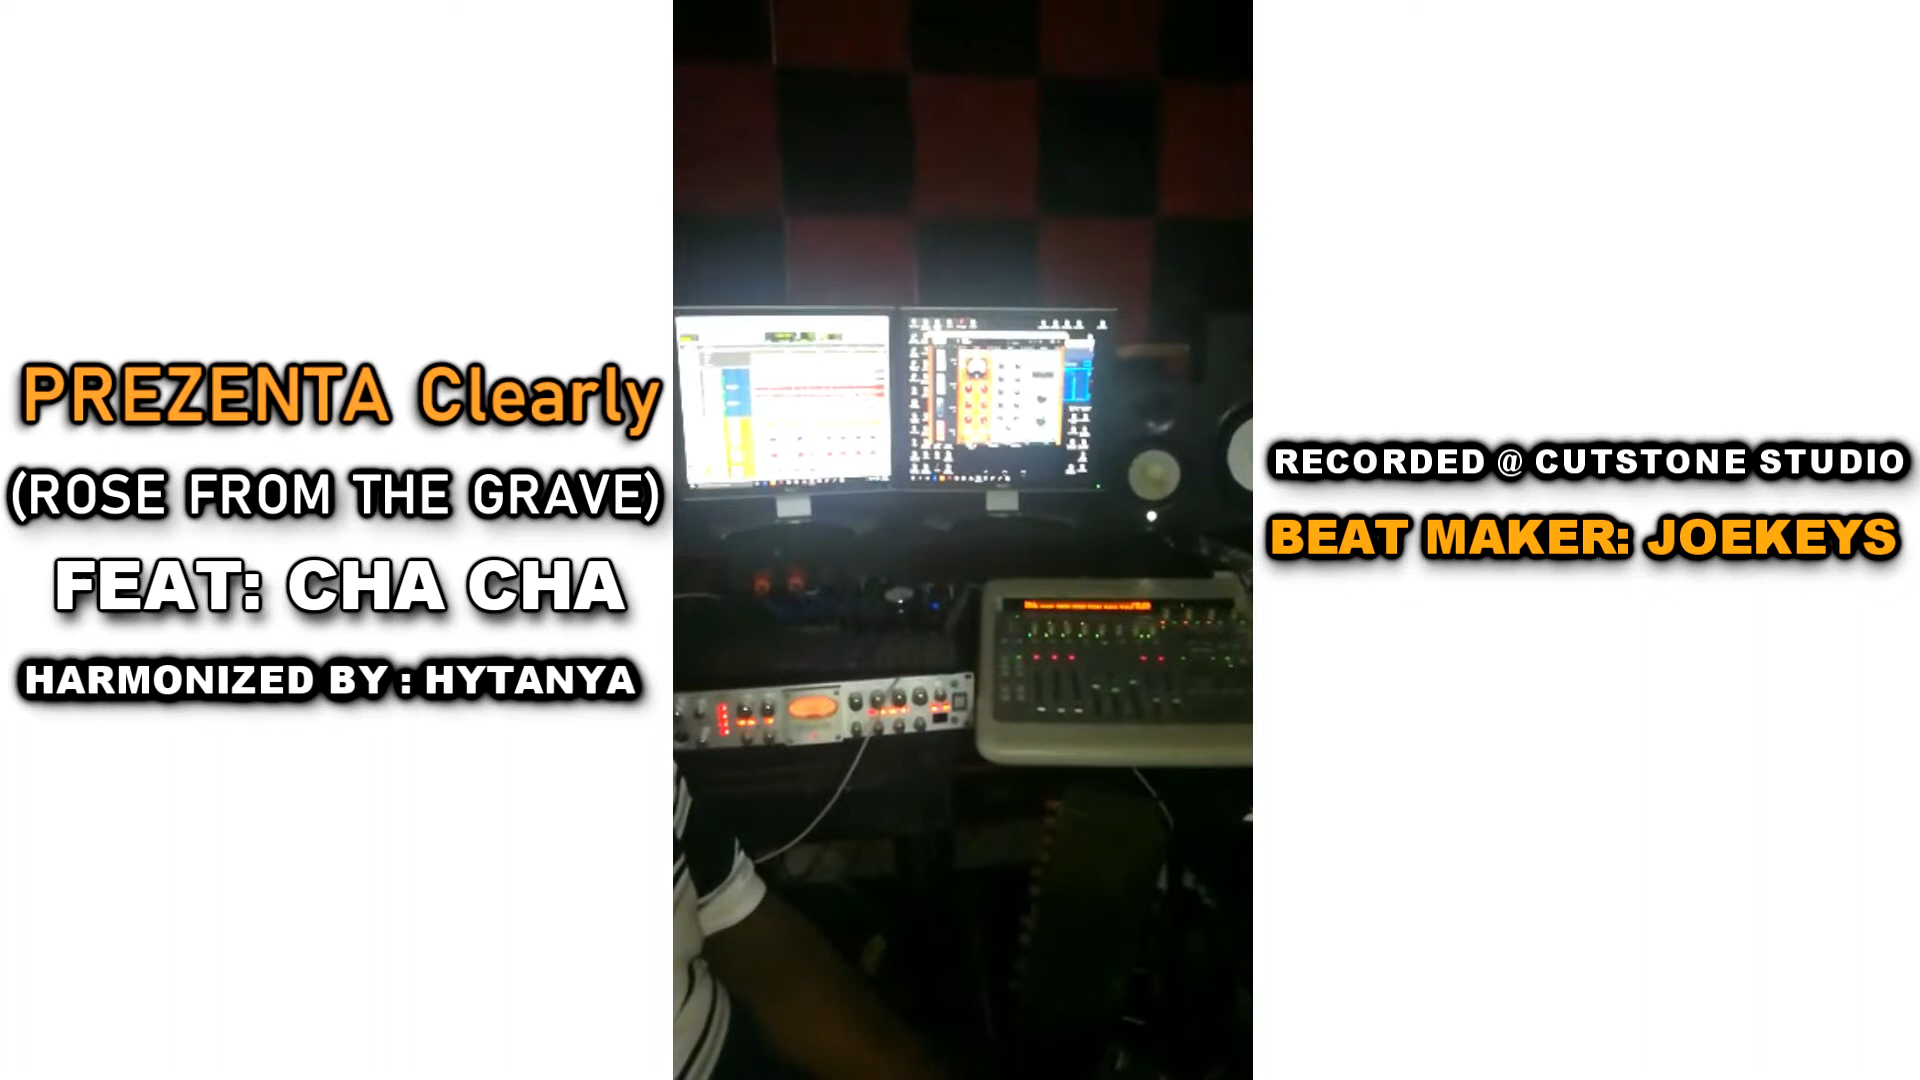 PREZENTA Clearly
(ROSE FROM THE GRAVE)
FEAT: CHA CHA
HARMONIZED BY : HYTANYA
RECORDED @ CUTSTONE STUDIO
BEAT MAKER: JOEKEYS